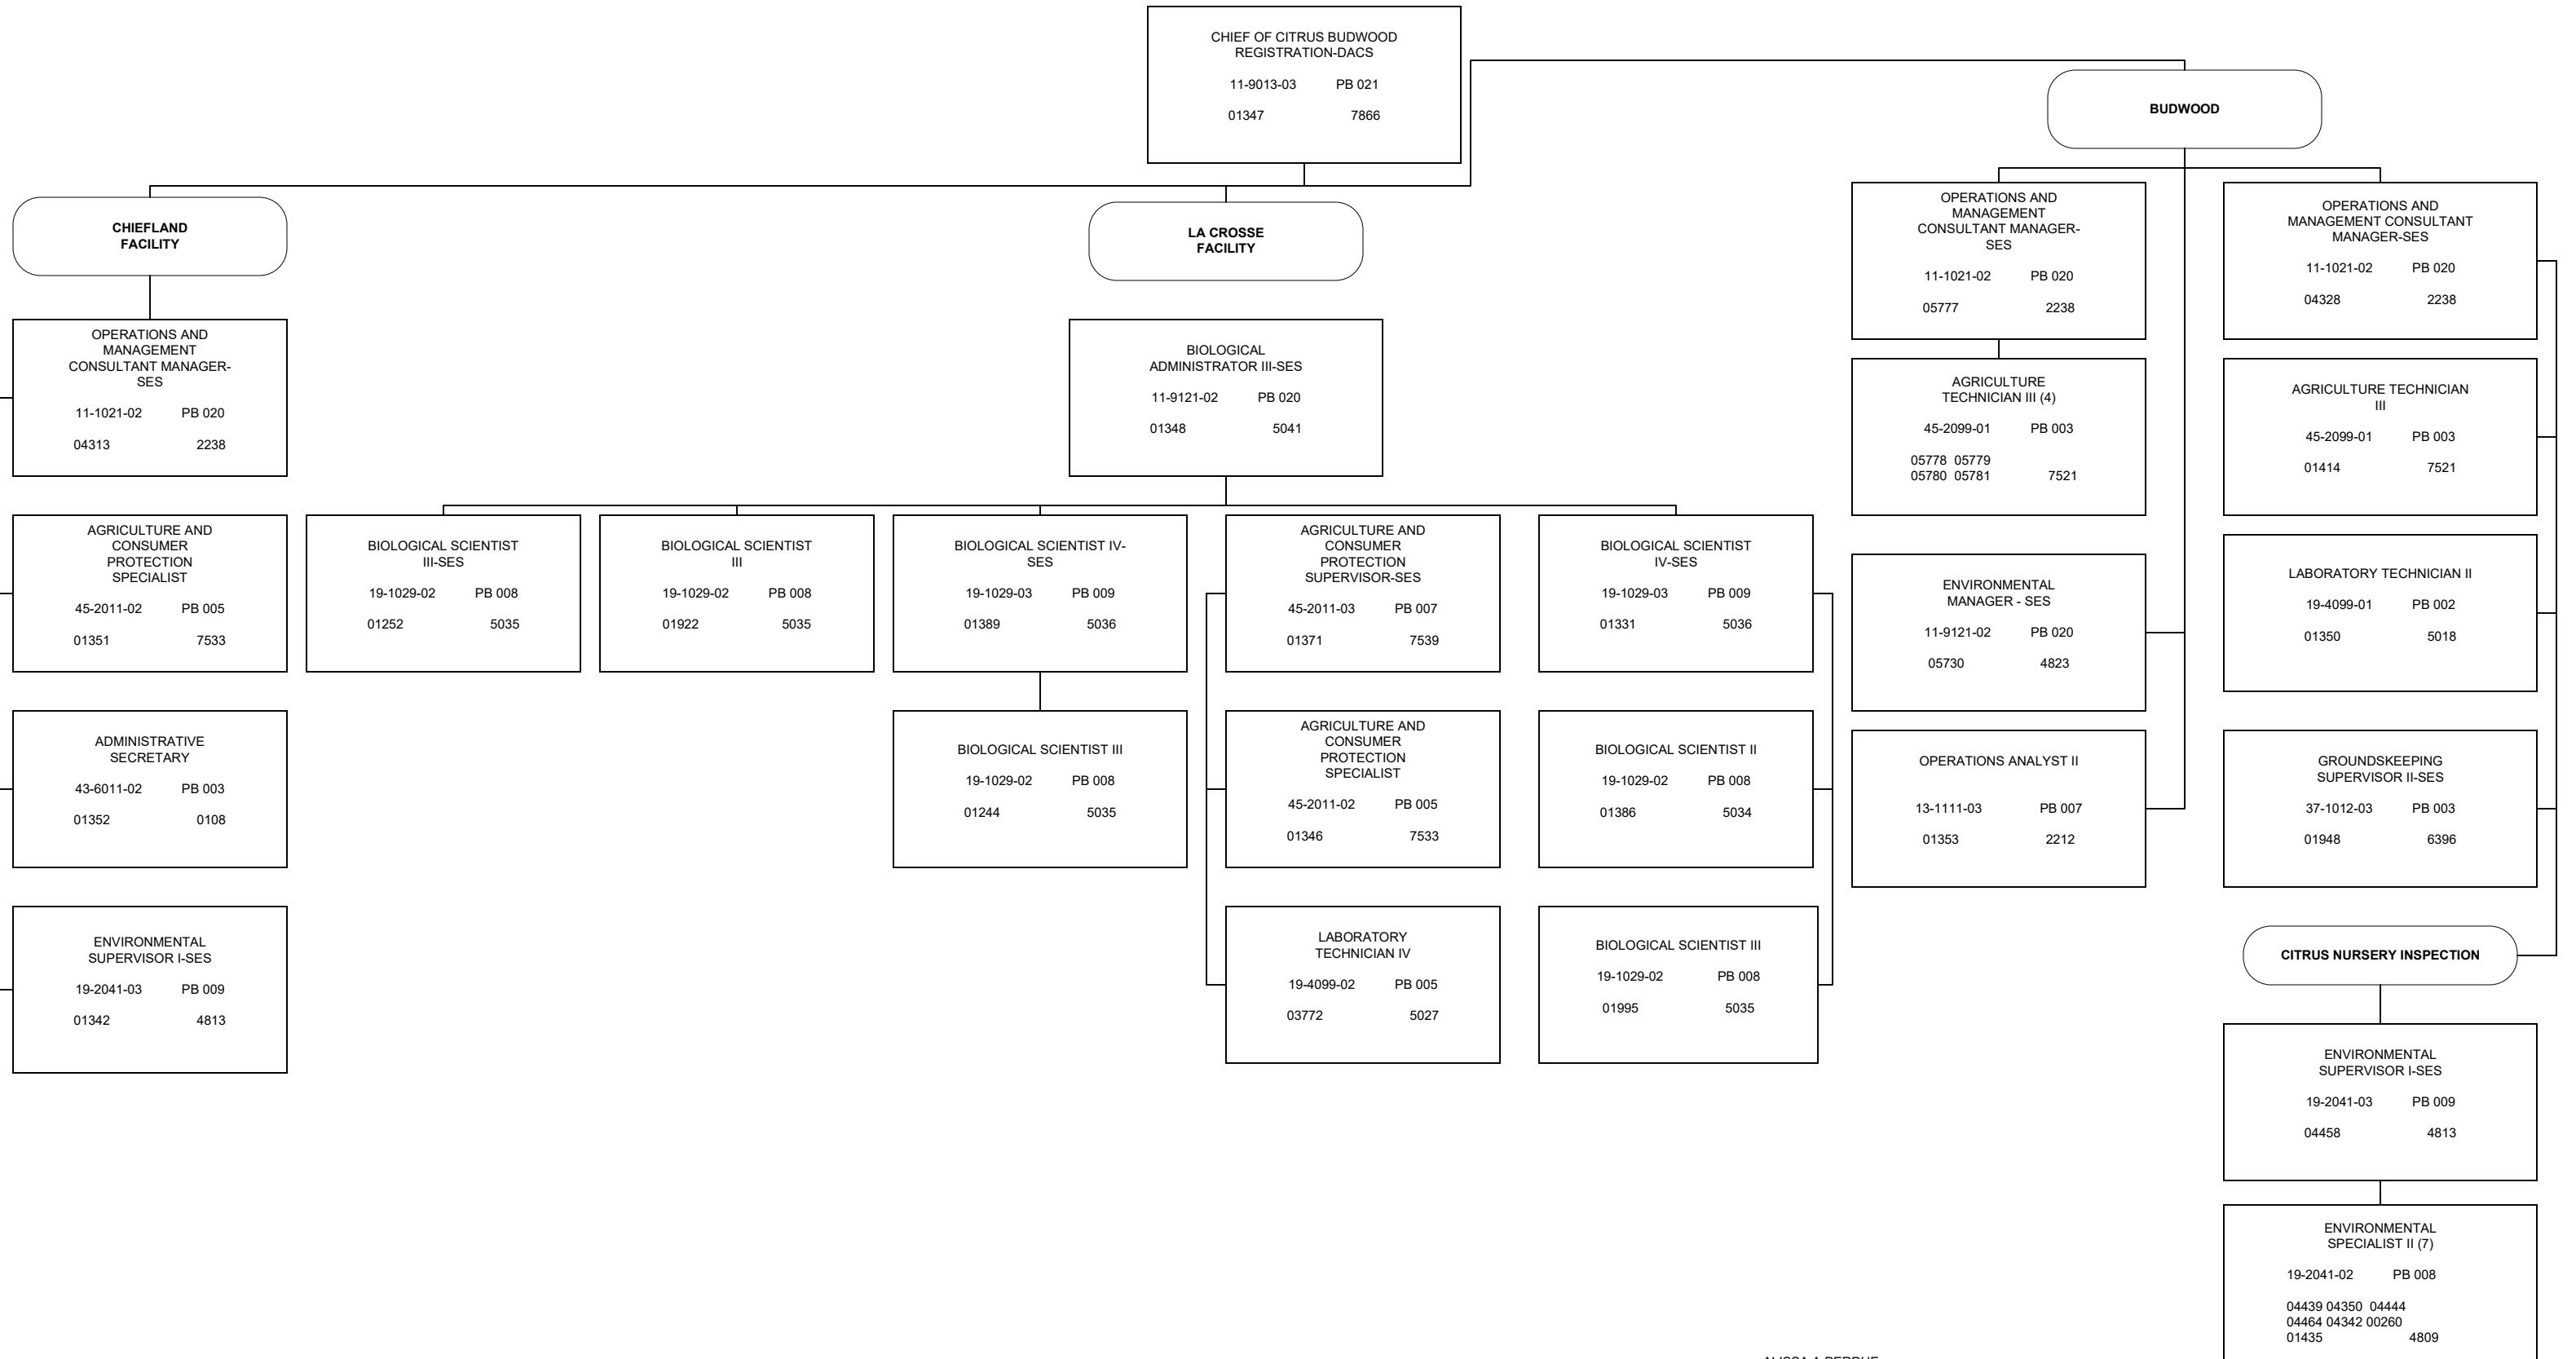 CHIEF OF CITRUS BUDWOOD
REGISTRATION-DACS
11-9013-03 PB 021
01347 7866
CHIEFLAND
FACILITY
OPERATIONS AND
MANAGEMENT
CONSULTANT MANAGER-
SES
11-1021-02 PB 020
04313 2238
AGRICULTURE AND
CONSUMER
PROTECTION
SPECIALIST
45-2011-02 PB 005
01351 7533
ADMINISTRATIVE
SECRETARY
43-6011-02 PB 003
01352 0108
ENVIRONMENTAL
SUPERVISOR I-SES
19-2041-03 PB 009
01342 4813
LA CROSSE
FACILITY
BIOLOGICAL
ADMINISTRATOR III-SES
11-9121-02 PB 020
01348 5041
BIOLOGICAL SCIENTIST
III-SES
19-1029-02 PB 008
01252 5035
BIOLOGICAL SCIENTIST
III
19-1029-02 PB 008
01922 5035
BIOLOGICAL SCIENTIST IV-
SES
19-1029-03 PB 009
01389 5036
BIOLOGICAL SCIENTIST III
19-1029-02 PB 008
01244 5035
AGRICULTURE AND
CONSUMER
PROTECTION
SUPERVISOR-SES
45-2011-03 PB 007
01371 7539
AGRICULTURE AND
CONSUMER
PROTECTION
SPECIALIST
45-2011-02 PB 005
01346 7533
LABORATORY
TECHNICIAN IV
19-4099-02 PB 005
03772 5027
BIOLOGICAL SCIENTIST
IV-SES
19-1029-03 PB 009
01331 5036
BIOLOGICAL SCIENTIST II
19-1029-02 PB 008
01386 5034
BIOLOGICAL SCIENTIST III
19-1029-02 PB 008
01995 5035
BUDWOOD
OPERATIONS AND
MANAGEMENT
CONSULTANT MANAGER-
SES
11-1021-02 PB 020
05777 2238
AGRICULTURE
TECHNICIAN III (4)
45-2099-01 PB 003
05778 05779
05780 05781 7521
ENVIRONMENTAL
MANAGER - SES
11-9121-02 PB 020
05730 4823
OPERATIONS ANALYST II
13-1111-03 PB 007
01353 2212
OPERATIONS AND
MANAGEMENT CONSULTANT
MANAGER-SES
11-1021-02 PB 020
04328 2238
AGRICULTURE TECHNICIAN
III
45-2099-01 PB 003
01414 7521
LABORATORY TECHNICIAN II
19-4099-01 PB 002
01350 5018
GROUNDSKEEPING
SUPERVISOR II-SES
37-1012-03 PB 003
01948 6396
CITRUS NURSERY INSPECTION
ENVIRONMENTAL
SUPERVISOR I-SES
19-2041-03 PB 009
04458 4813
ENVIRONMENTAL
SPECIALIST II (7)
19-2041-02 PB 008
04439 04350 04444
04464 04342 00260
01435 4809